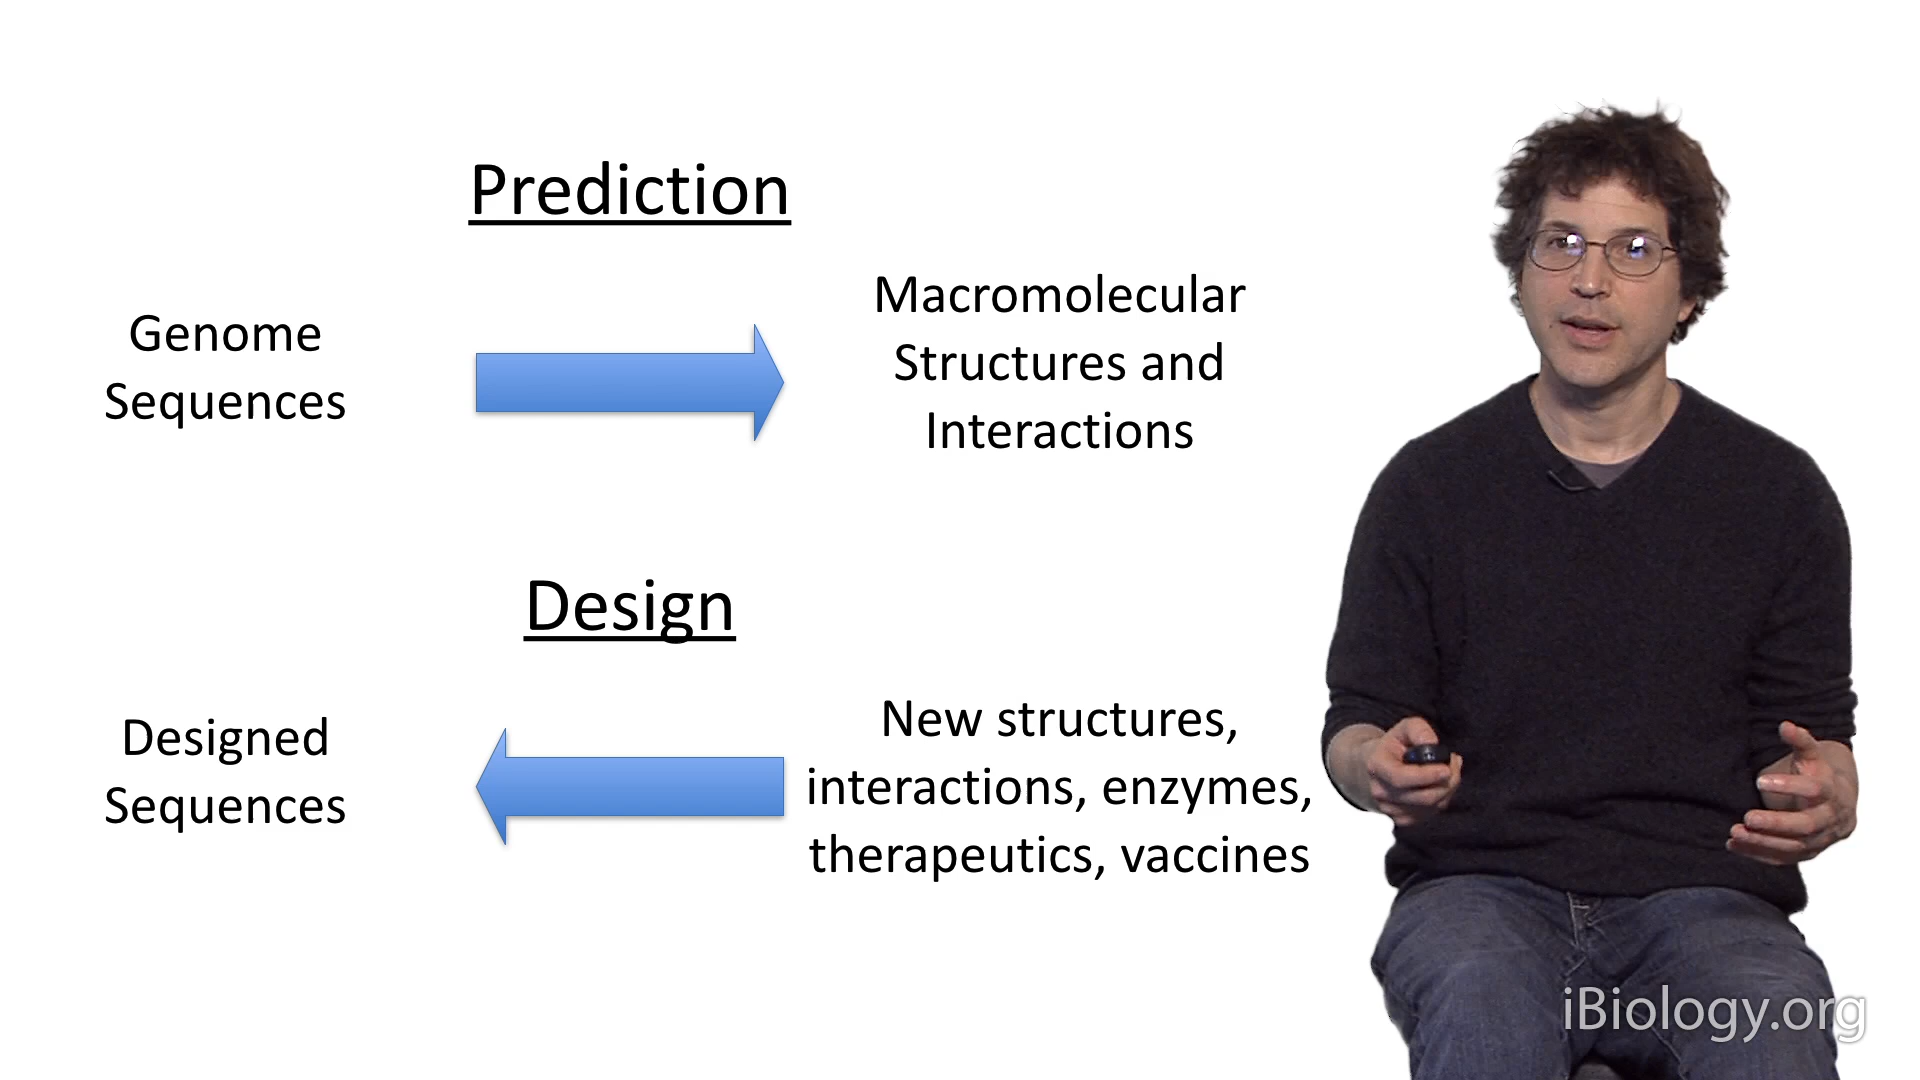 Prediction
Genome
Sequences
Macromolecular
Structures and
Interactions
Design
Designed
Sequences
New structures,
interactions, enzymes,
therapeutics, vaccines
iBiology.org